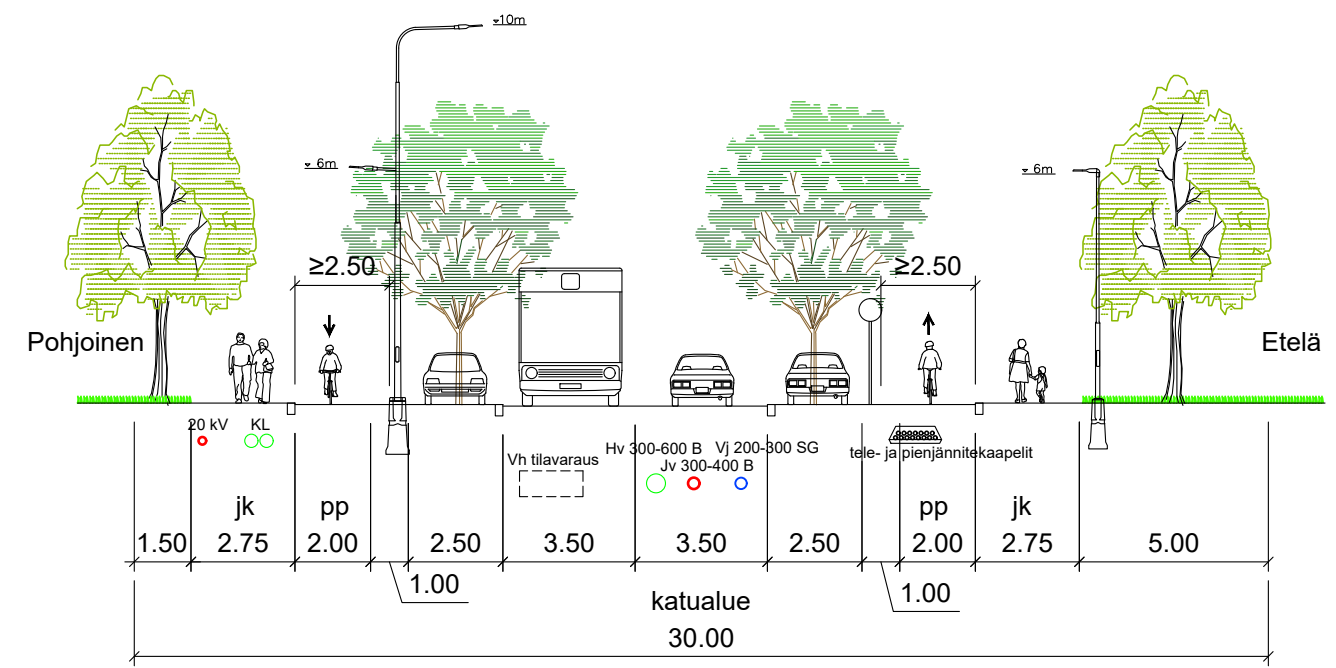 10m
6m
6m
≥2.50
≥2.50
Pohjoinen
Etelä
20 kV
KL
Vh tilavaraus
Hv 300-600 B
Vj 200-300 SG
Jv 300-400 B
tele- ja pienjännitekaapelit
jk
pp
pp
jk
1.50
2.75
2.00
2.50
3.50
3.50
2.50
2.00
2.75
5.00
1.00
1.00
katualue
30.00